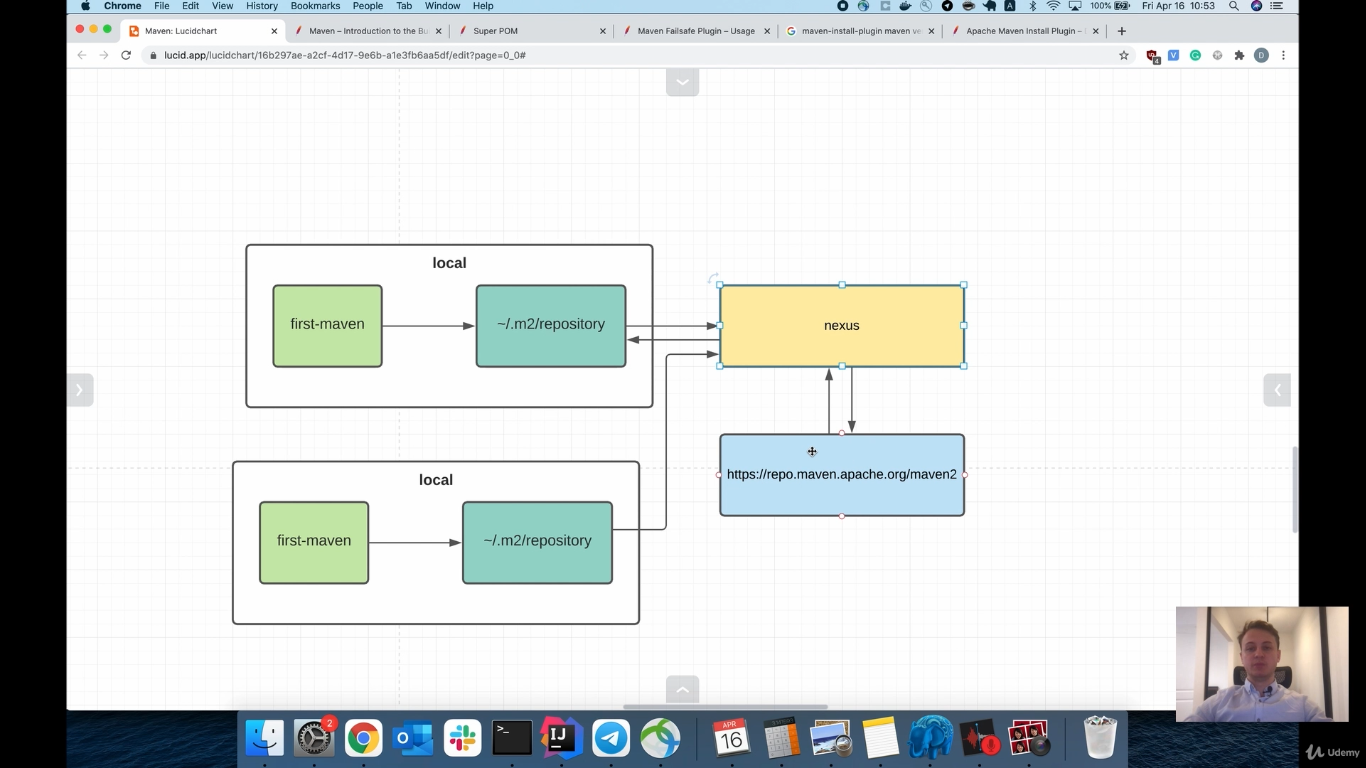 Chrome File Edit View History Bookmarks People Tab Window Help
100% Fri Apr 16 10:53
Maven: Lucidchart
Maven – Introduction to the Bu
Super POM
Maven Failsafe Plugin – Usage
maven-install-plugin maven ve
Apache Maven Install Plugin –
lucid.app/lucidchart/16b297ae-a2cf-4d17-9e6b-a1e3fb6aa5df/edit?page=0_0#
local
first-maven
~/.m2/repository
nexus
https://repo.maven.apache.org/maven2
local
first-maven
~/.m2/repository
2
APR
16
Udemy